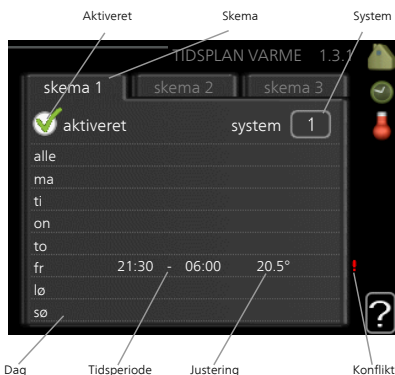 Aktiveret Skema System
TIDSPLAN VARME 1.3.1
skema 1 skema 2 skema 3
aktiveret system 1
alle
ma
ti
on
to
fr 21:30 - 06:00 20.5° !
lø
sø
?
Dag Tidsperiode Justering Konflikt